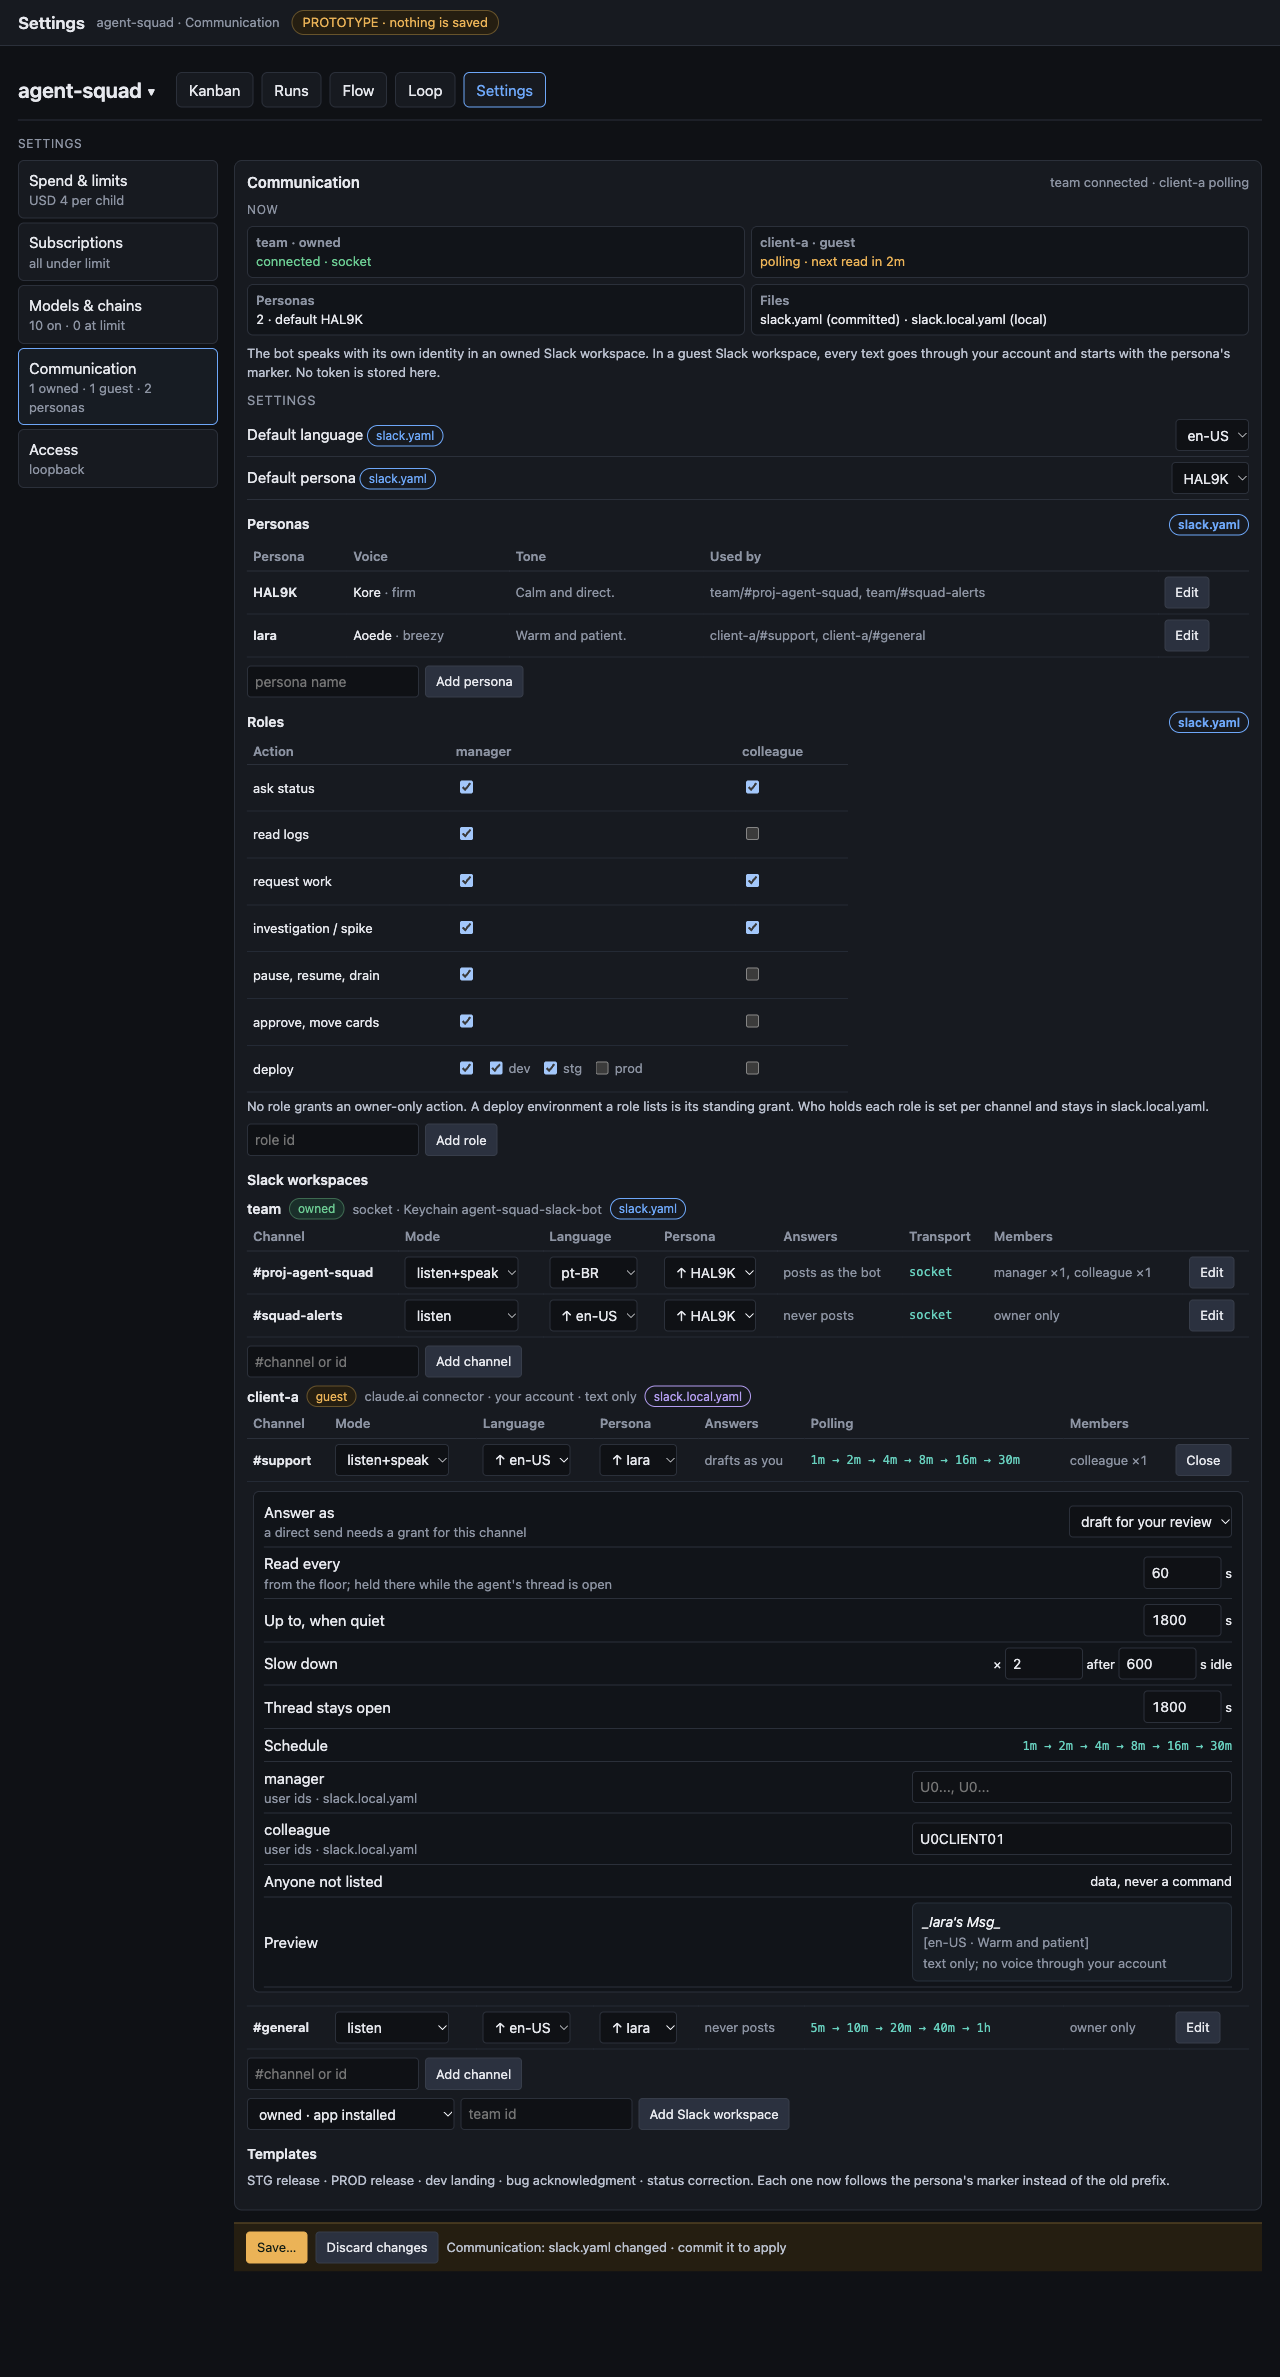 Settings agent-squad · Communication PROTOTYPE · nothing is saved
agent-squad ▾ Kanban Runs Flow Loop Settings
SETTINGS
Spend & limits
USD 4 per child
Subscriptions
all under limit
Models & chains
10 on · 0 at limit
Communication
1 owned · 1 guest · 2
personas
Access
loopback
Communication team connected · client-a polling
NOW
team · owned
connected · socket
client-a · guest
polling · next read in 2m
Personas
2 · default HAL9K
Files
slack.yaml (committed) · slack.local.yaml (local)
The bot speaks with its own identity in an owned Slack workspace. In a guest Slack workspace, every text goes through your account and starts with the persona's
marker. No token is stored here.
SETTINGS
Default language slack.yaml en-US
Default persona slack.yaml HAL9K
Personas slack.yaml
Persona Voice Tone Used by
HAL9K Kore · firm Calm and direct. team/#proj-agent-squad, team/#squad-alerts Edit
Iara Aoede · breezy Warm and patient. client-a/#support, client-a/#general Edit
persona name Add persona
Roles slack.yaml
Action manager colleague
ask status
read logs
request work
investigation / spike
pause, resume, drain
approve, move cards
deploy dev stg prod
No role grants an owner-only action. A deploy environment a role lists is its standing grant. Who holds each role is set per channel and stays in slack.local.yaml.
role id Add role
Slack workspaces
team owned socket · Keychain agent-squad-slack-bot slack.yaml
Channel Mode Language Persona Answers Transport Members
#proj-agent-squad listen+speak pt-BR ↑ HAL9K posts as the bot socket manager ×1, colleague ×1 Edit
#squad-alerts listen ↑ en-US ↑ HAL9K never posts socket owner only Edit
#channel or id Add channel
client-a guest claude.ai connector · your account · text only slack.local.yaml
Channel Mode Language Persona Answers Polling Members
#support listen+speak ↑ en-US ↑ Iara drafts as you 1m → 2m → 4m → 8m → 16m → 30m colleague ×1 Close
Answer as
a direct send needs a grant for this channel
draft for your review
Read every
from the floor; held there while the agent's thread is open
60 s
Up to, when quiet 1800 s
Slow down × 2 after 600 s idle
Thread stays open 1800 s
Schedule 1m → 2m → 4m → 8m → 16m → 30m
manager
user ids · slack.local.yaml
U0..., U0...
colleague
user ids · slack.local.yaml
U0CLIENT01
Anyone not listed data, never a command
Preview
_Iara's Msg_
[en-US · Warm and patient]
text only; no voice through your account
#general listen ↑ en-US ↑ Iara never posts 5m → 10m → 20m → 40m → 1h owner only Edit
#channel or id Add channel
owned · app installed team id Add Slack workspace
Templates
STG release · PROD release · dev landing · bug acknowledgment · status correction. Each one now follows the persona's marker instead of the old prefix.
Save... Discard changes Communication: slack.yaml changed · commit it to apply